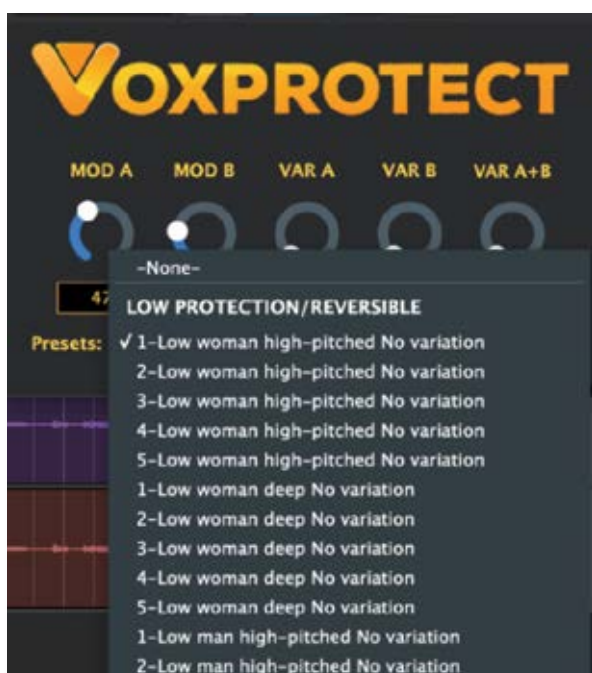 VOXPROTECT
MOD A MOD B VAR A VAR B VAR A+B
-None-
47
LOW PROTECTION/REVERSIBLE
Presets: ✓ 1-Low woman high-pitched No variation
2-Low woman high-pitched No variation
3-Low woman high-pitched No variation
4-Low woman high-pitched No variation
5-Low woman high-pitched No variation
1-Low woman deep No variation
2-Low woman deep No variation
3-Low woman deep No variation
4-Low woman deep No variation
5-Low woman deep No variation
1-Low man high-pitched No variation
2-Low man high-pitched No variation